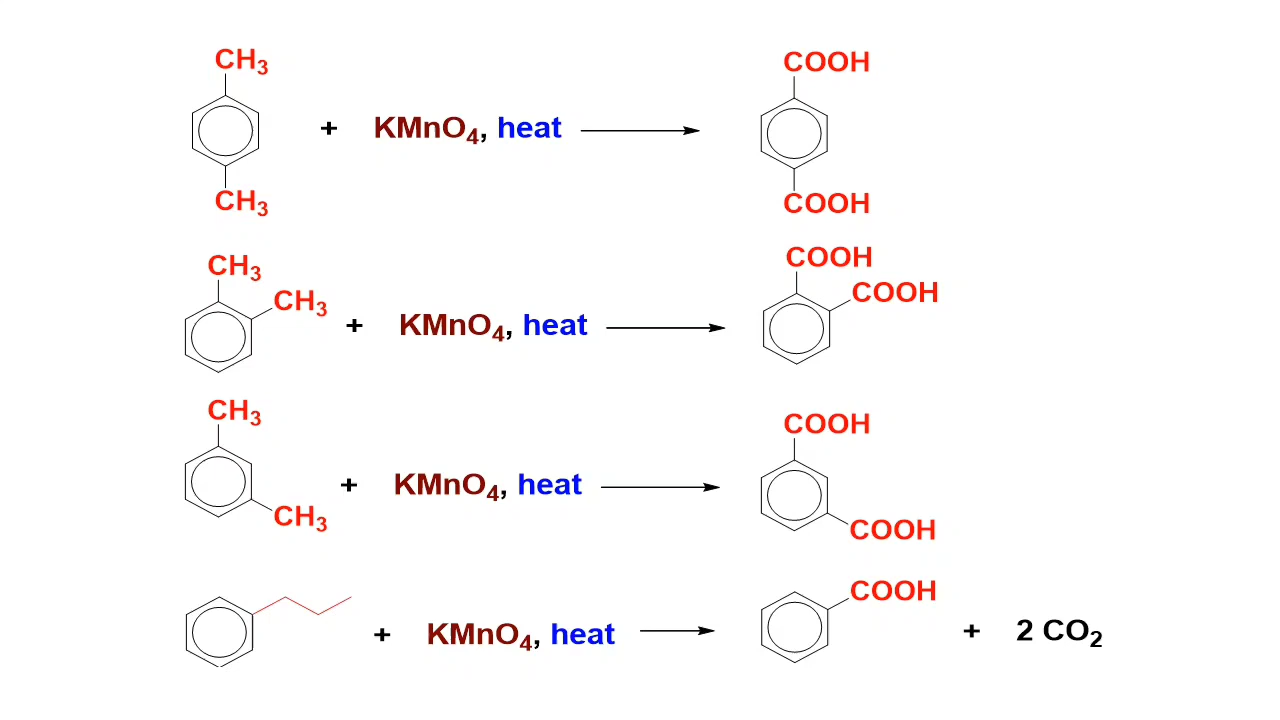 CH₃
+ KMnO₄, heat
CH₃
COOH
COOH
CH₃
CH₃
+ KMnO₄, heat
COOH
COOH
CH₃
CH₃
+ KMnO₄, heat
COOH
COOH
+ KMnO₄, heat
COOH
+ 2 CO₂